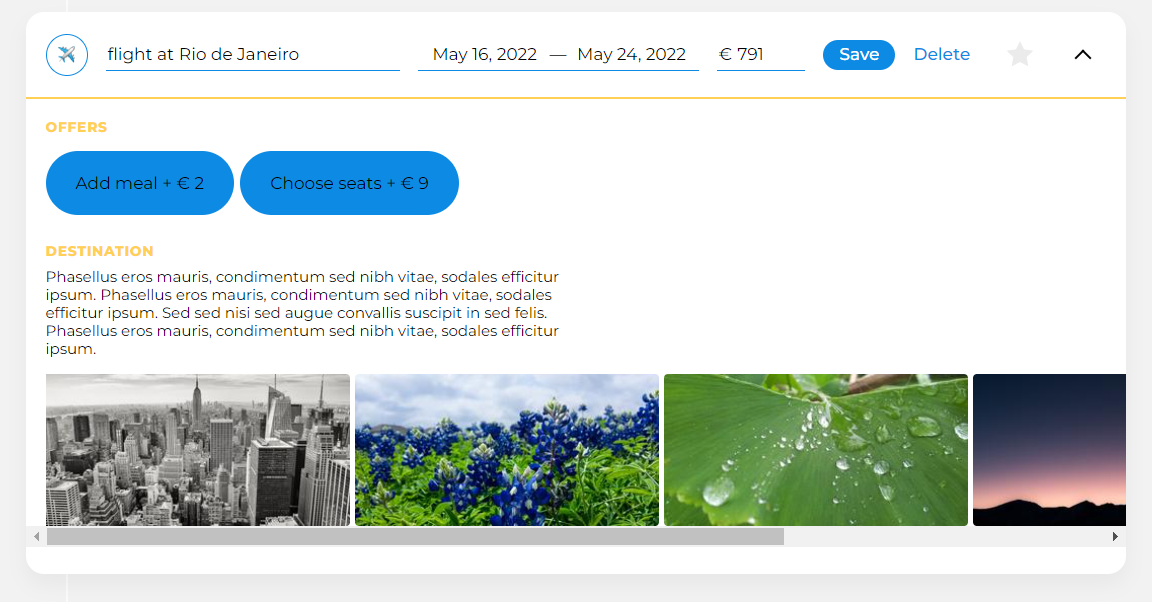 flight at Rio de Janeiro May 16, 2022 — May 24, 2022 € 791 Save Delete
OFFERS
Add meal + € 2 Choose seats + € 9
DESTINATION
Phasellus eros mauris, condimentum sed nibh vitae, sodales efficitur
ipsum. Phasellus eros mauris, condimentum sed nibh vitae, sodales
efficitur ipsum. Sed sed nisi sed augue convallis suscipit in sed felis.
Phasellus eros mauris, condimentum sed nibh vitae, sodales efficitur
ipsum.